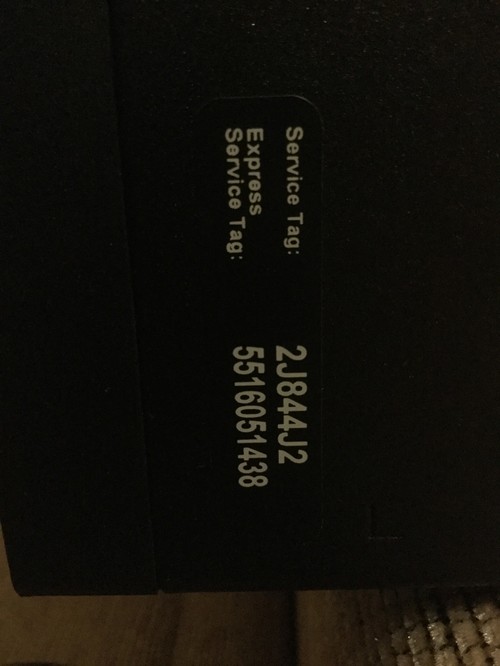 Service Tag: 2J844J2
Express
Service Tag: 5516051438